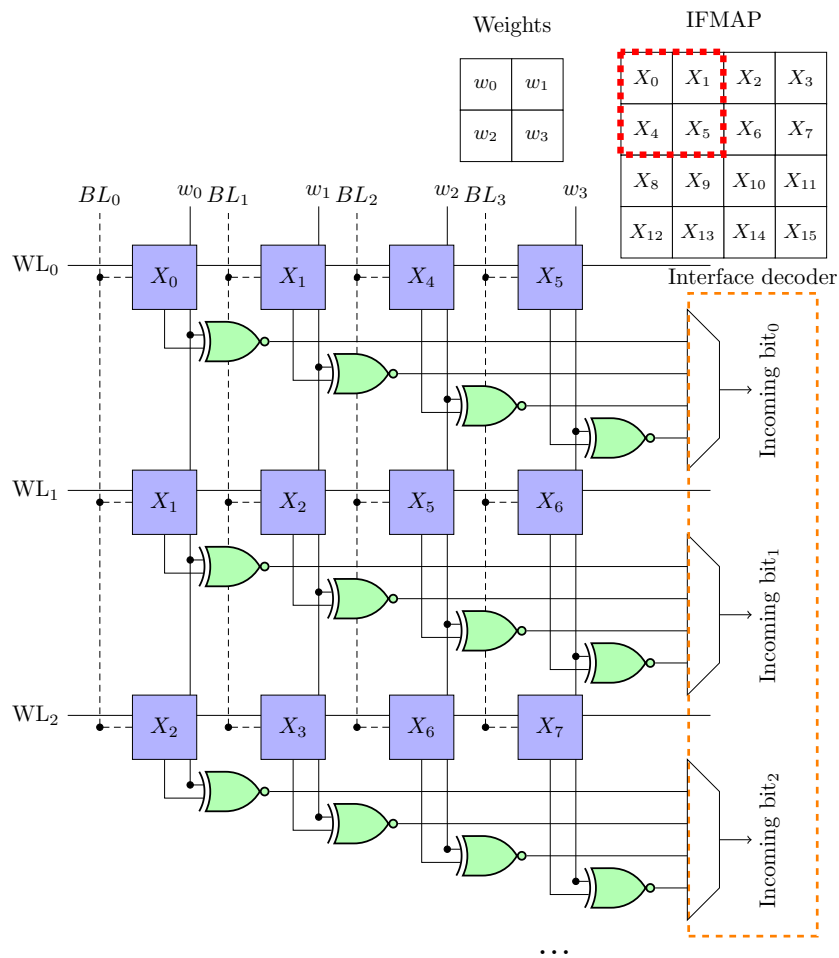 Weights
IFMAP
w₀ w₁
w₂ w₃
X₀ X₁ X₂ X₃
X₄ X₅ X₆ X₇
X₈ X₉ X₁₀ X₁₁
X₁₂ X₁₃ X₁₄ X₁₅
BL₀ w₀ BL₁ w₁ BL₂ w₂ BL₃ w₃
WL₀ X₀ X₁ X₄ X₅
Interface decoder
Incoming bit₀
WL₁ X₁ X₂ X₅ X₆
Incoming bit₁
WL₂ X₂ X₃ X₆ X₇
Incoming bit₂
...